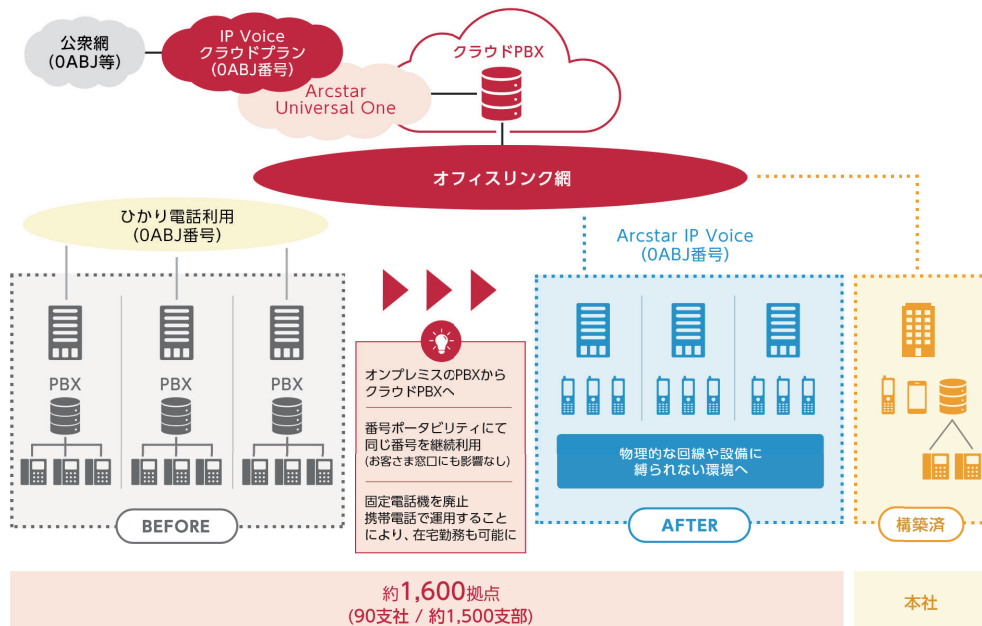 公衆網
(0ABJ等)
IP Voice
クラウドプラン
(0ABJ番号)
Arcstar
Universal One
クラウドPBX
オフィスリンク網
ひかり電話利用
(0ABJ番号)
PBX
PBX
PBX
BEFORE
オンプレミスのPBXから
クラウドPBXへ
番号ポータビリティにて
同じ番号を継続利用
(お客さま窓口にも影響なし)
固定電話機を廃止
携帯電話で運用すること
により、在宅勤務も可能に
Arcstar IP Voice
(0ABJ番号)
物理的な回線や設備に
縛られない環境へ
AFTER
構築済
約1,600拠点
(90支社 / 約1,500支部)
本社